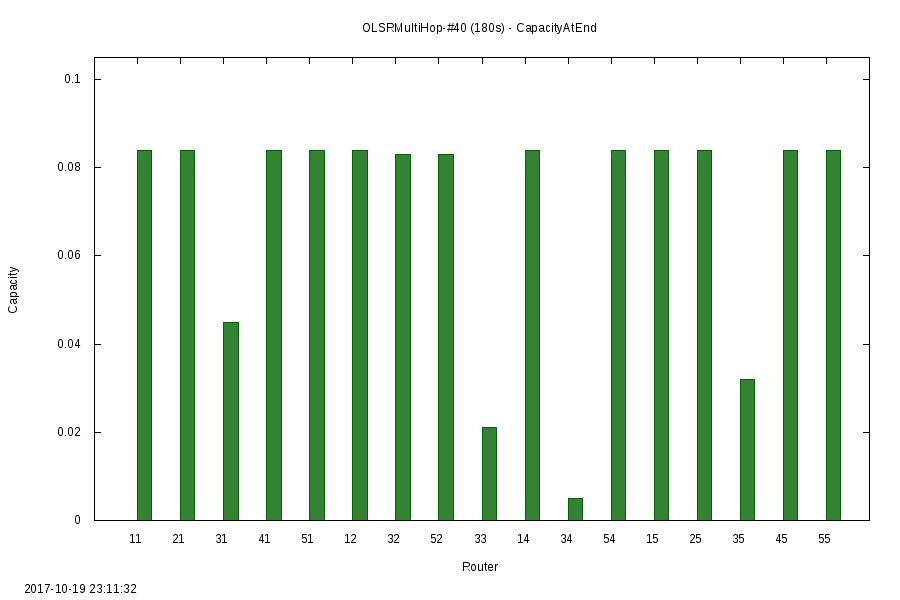 OLSRMultiHop-#40 (180s) - CapacityAtEnd
0.1
0.08
0.06
0.04
0.02
0
Capacity
11 21 31 41 51 12 32 52 33 14 34 54 15 25 35 45 55
Router
2017-10-19 23:11:32